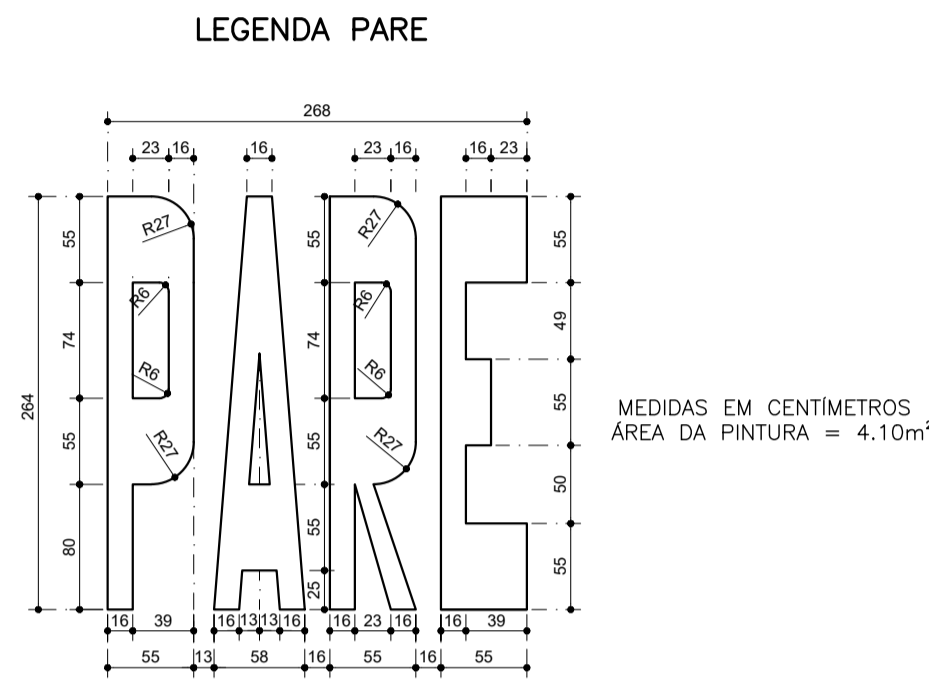 LEGENDA PARE
268
23 16 16 23 16 16 23
R27 R27
55 55 55
R6 R6
264 74 74 49
R6 R6
55 55 55
R27 R27
80 55 50
25 55
16 39 16 13 13 16 16 23 16 16 39
55 13 58 16 55 16 55
MEDIDAS EM CENTÍMETROS
ÁREA DA PINTURA = 4.10m²